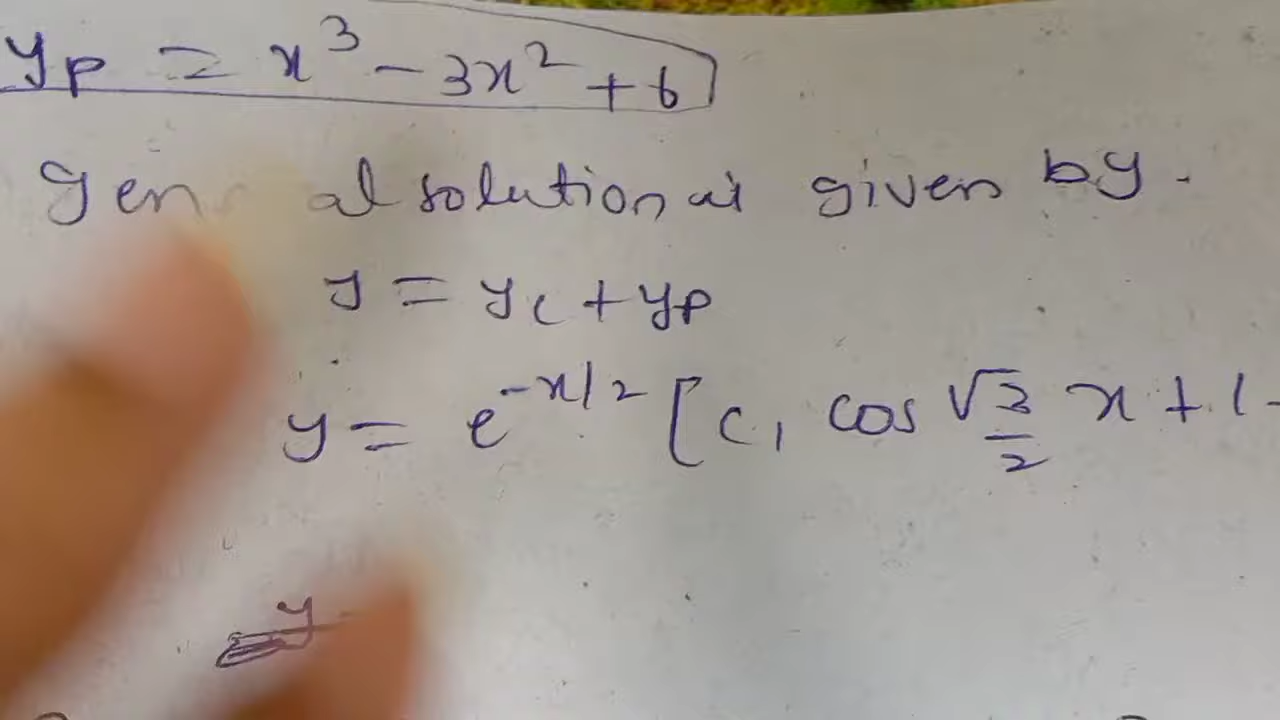 yp = x³ - 3x² + 6
general solution is given by.
y = yc + yp
y = e^-x/2 [c₁ cos √3/2 x +
y